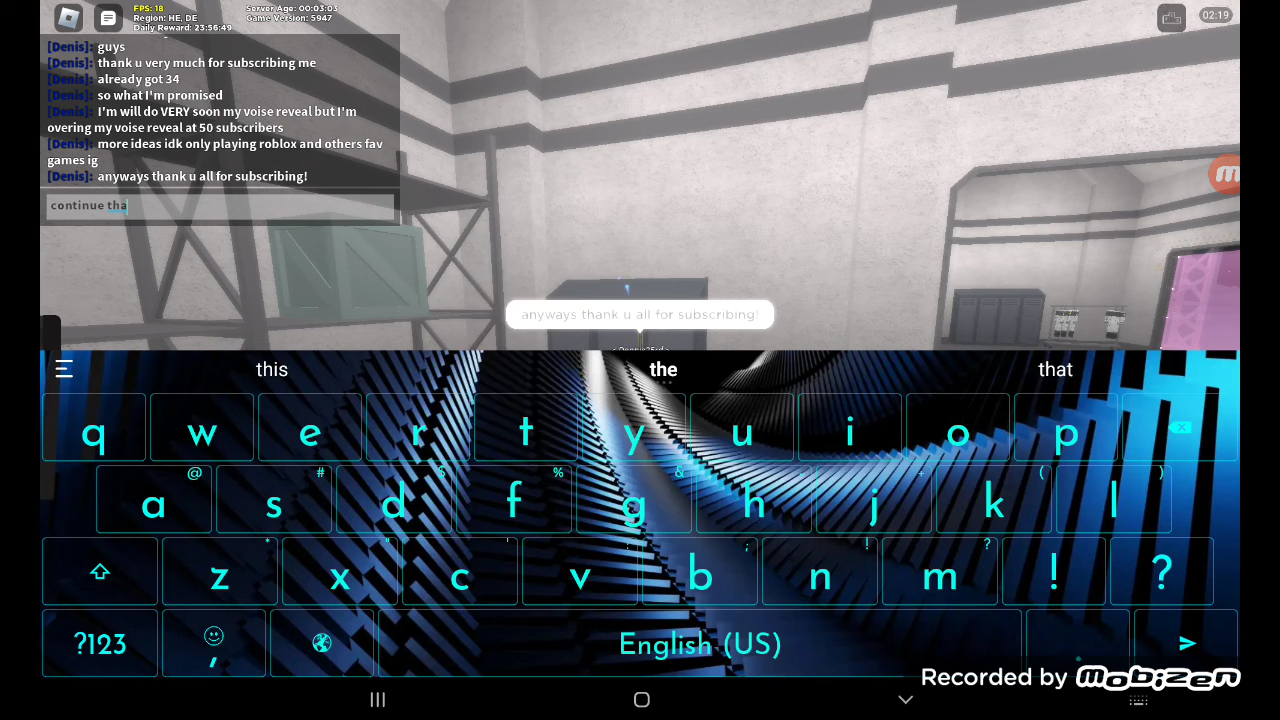 FPS: 18
Region: HE, DE
Daily Reward: 23:56:49
Server Age: 00:03:03
Game Version: 5947
02:19
[Denis]: guys
[Denis]: thank u very much for subscribing me
[Denis]: already got 34
[Denis]: so what I'm promised
[Denis]: I'm will do VERY soon my voise reveal but I'm
overing my voise reveal at 50 subscribers
[Denis]: more ideas idk only playing roblox and others fav
games ig
[Denis]: anyways thank u all for subscribing!
continue tha
anyways thank u all for subscribing!
this the that
q w e r t y u i o p
@ # $ % & - + ( )
a s d f g h j k l
* " ' : ; ! ?
z x c v b n m ! ?
?123 , English (US) .
Recorded by mobizen